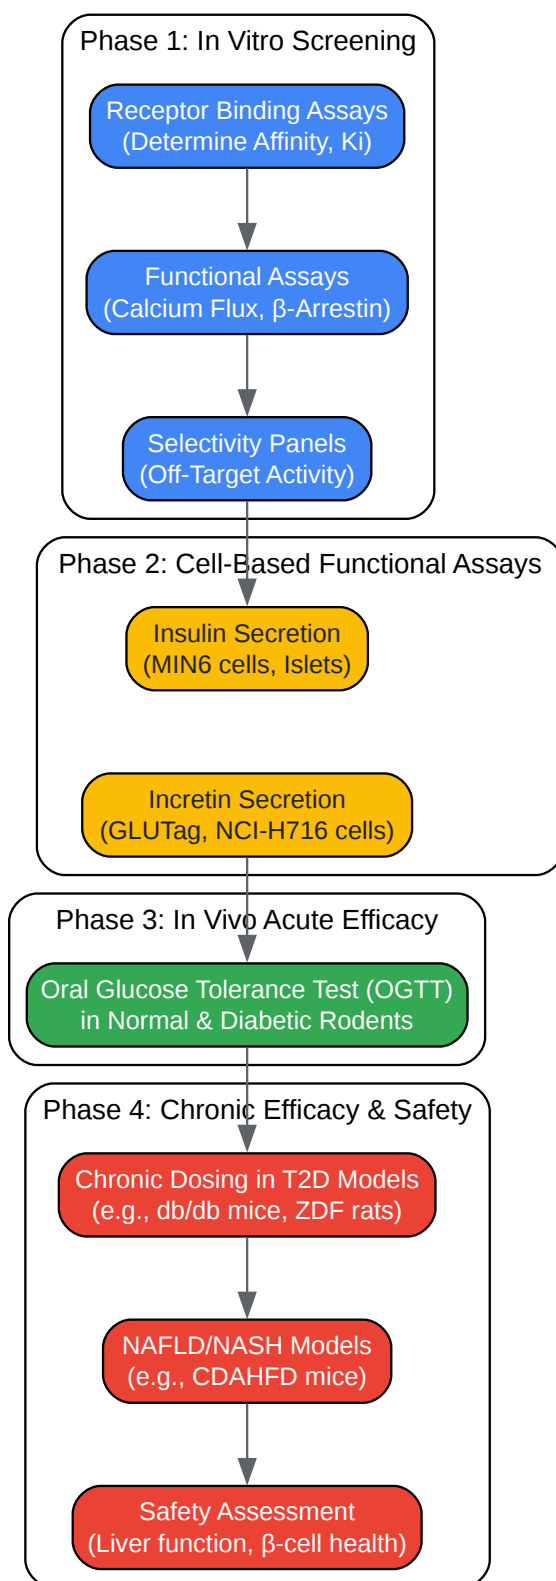 Phase 1: In Vitro Screening
Receptor Binding Assays
(Determine Affinity, Ki)
Functional Assays
(Calcium Flux, β-Arrestin)
Selectivity Panels
(Off-Target Activity)
Phase 2: Cell-Based Functional Assays
Insulin Secretion
(MIN6 cells, Islets)
Incretin Secretion
(GLUTag, NCI-H716 cells)
Phase 3: In Vivo Acute Efficacy
Oral Glucose Tolerance Test (OGTT)
in Normal & Diabetic Rodents
Phase 4: Chronic Efficacy & Safety
Chronic Dosing in T2D Models
(e.g., db/db mice, ZDF rats)
NAFLD/NASH Models
(e.g., CDAHFD mice)
Safety Assessment
(Liver function, β-cell health)